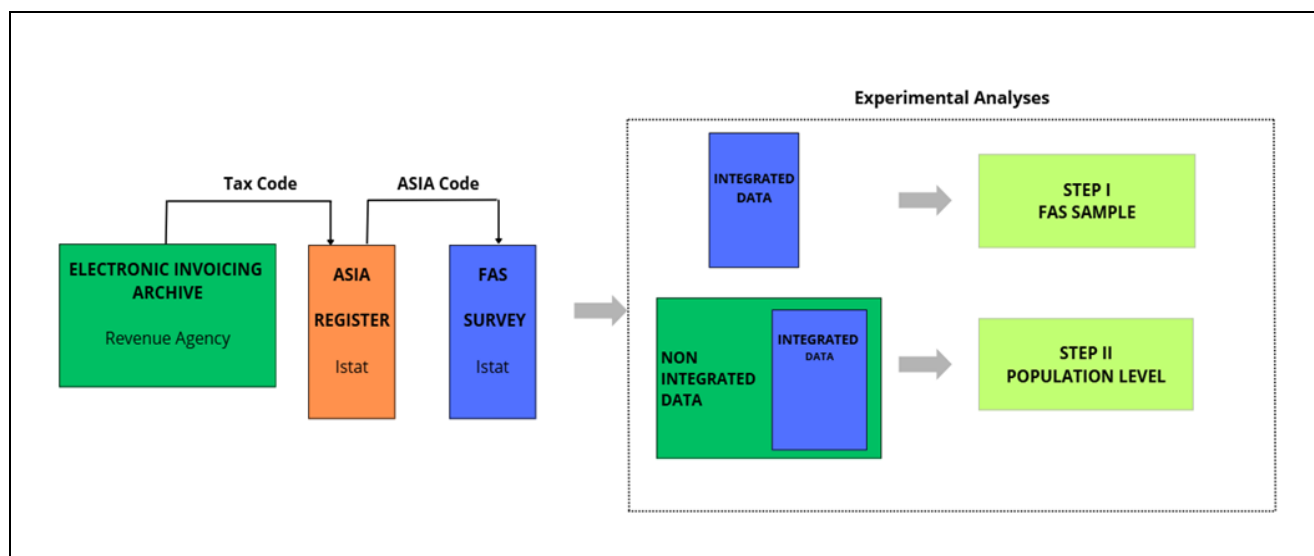 Experimental Analyses
Tax Code
ASIA Code
ELECTRONIC INVOICING
ARCHIVE
Revenue Agency
ASIA
REGISTER
Istat
FAS
SURVEY
Istat
INTEGRATED
DATA
STEP I
FAS SAMPLE
NON
INTEGRATED
DATA
INTEGRATED
DATA
STEP II
POPULATION LEVEL